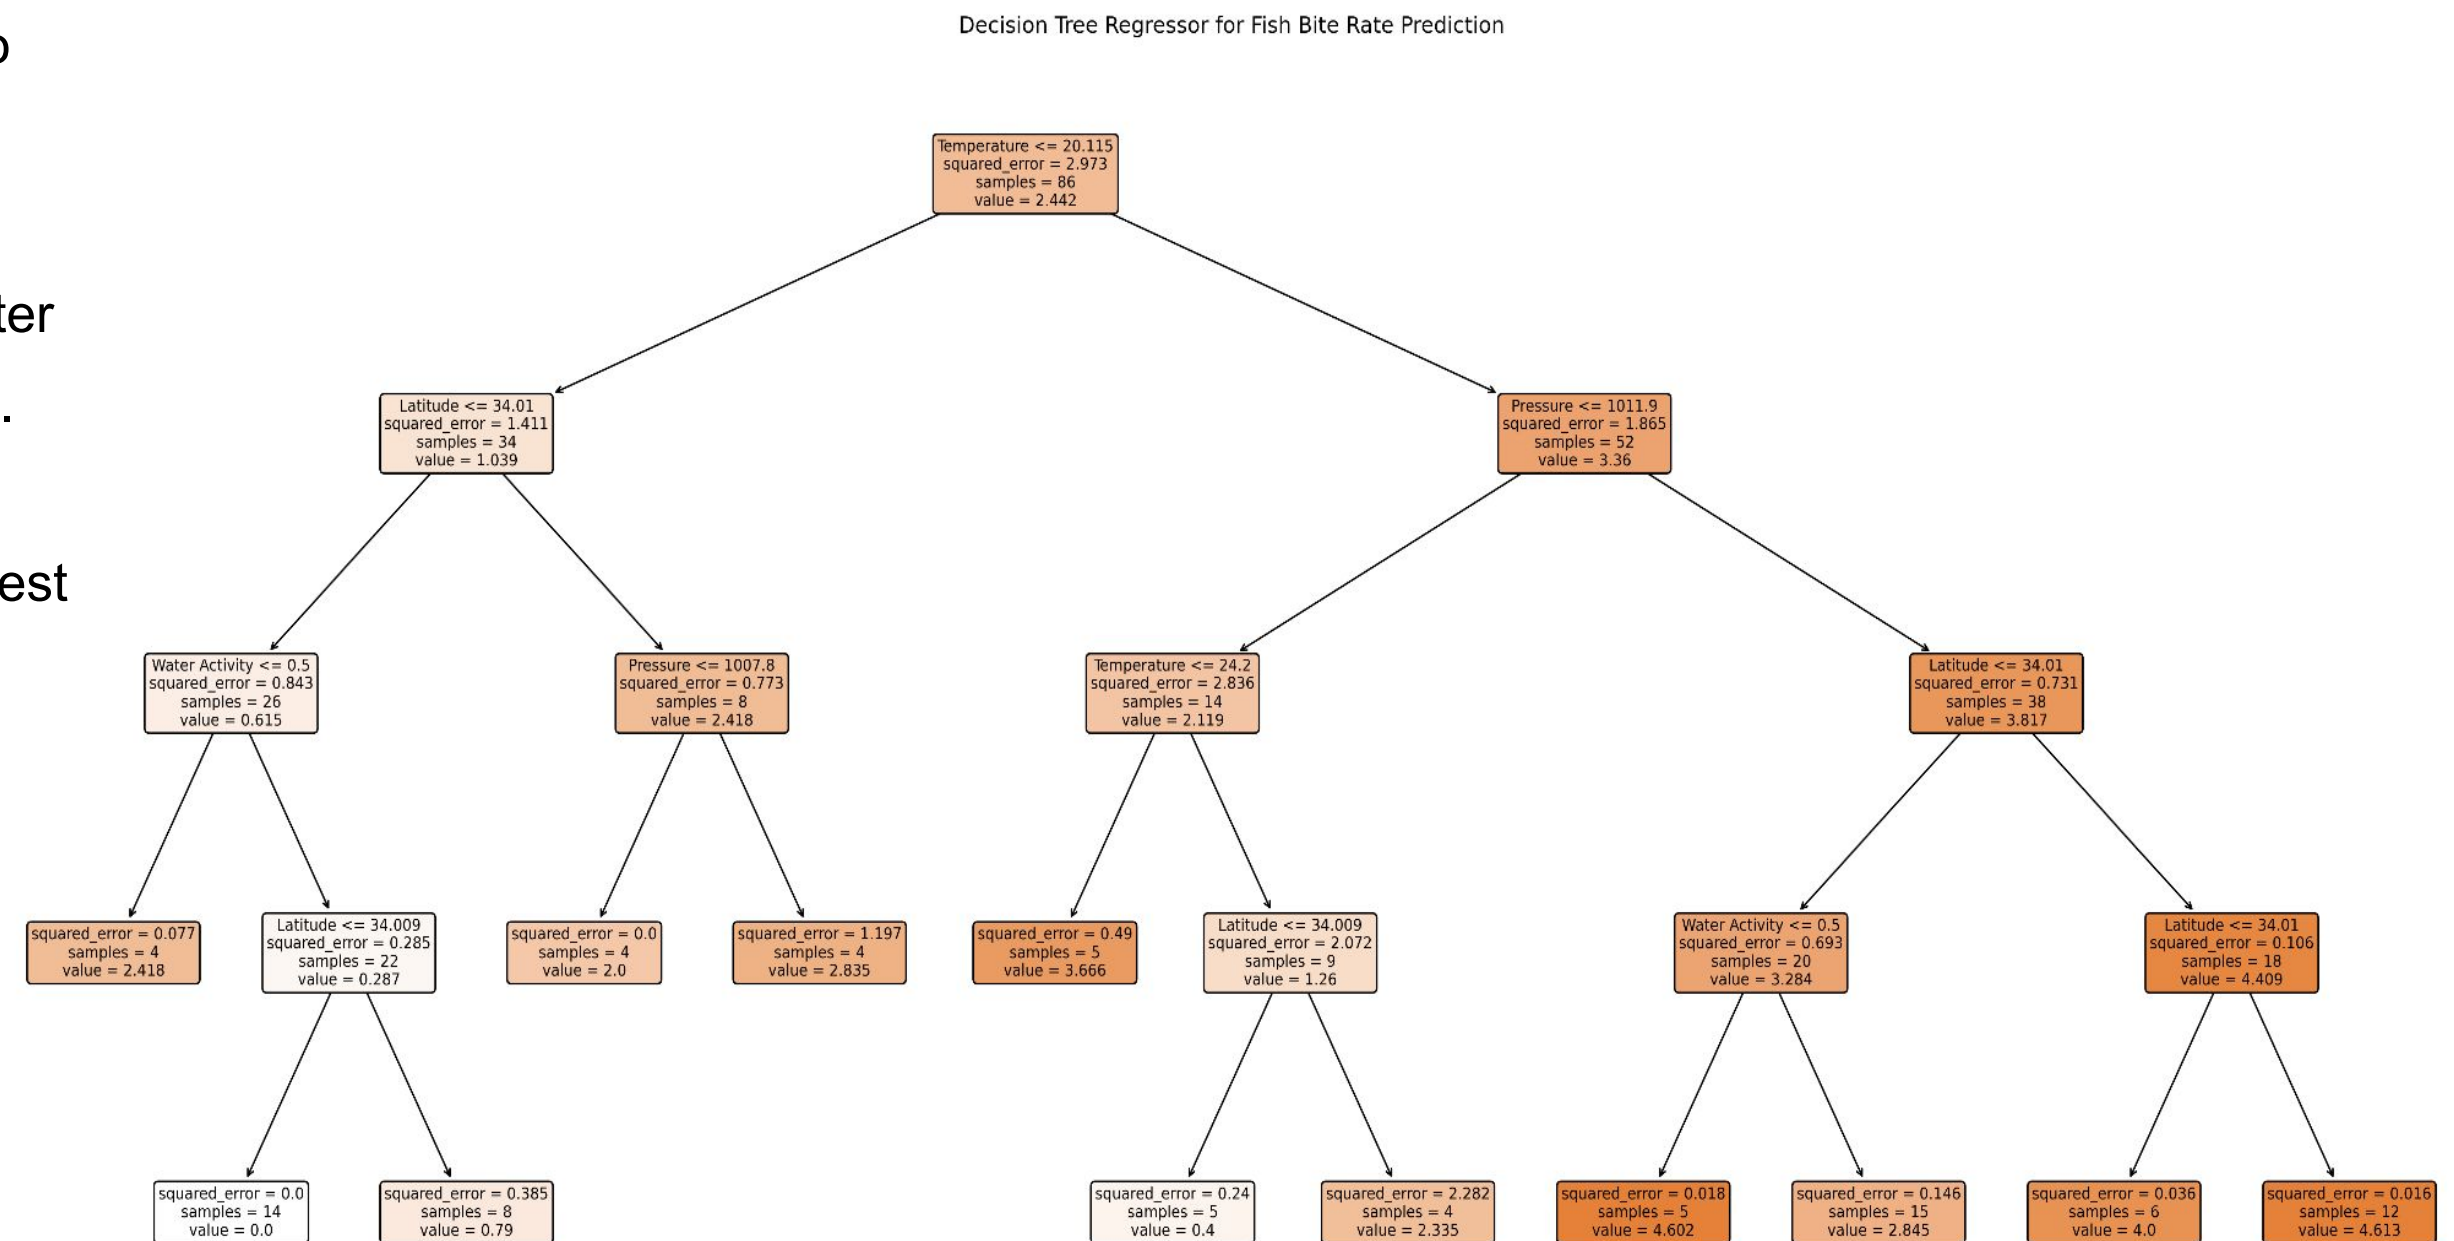 Decision Tree Regressor for Fish Bite Rate Prediction
o
ter
.
est
Temperature <= 20.115
squared_error = 2.973
samples = 86
value = 2.442
Latitude <= 34.01
squared_error = 1.411
samples = 34
value = 1.039
Pressure <= 1011.9
squared_error = 1.865
samples = 52
value = 3.36
Water Activity <= 0.5
squared_error = 0.843
samples = 26
value = 0.615
Pressure <= 1007.8
squared_error = 0.773
samples = 8
value = 2.418
Temperature <= 24.2
squared_error = 2.836
samples = 14
value = 2.119
Latitude <= 34.01
squared_error = 0.731
samples = 38
value = 3.817
squared_error = 0.077
samples = 4
value = 2.418
Latitude <= 34.009
squared_error = 0.285
samples = 22
value = 0.287
squared_error = 0.0
samples = 4
value = 2.0
squared_error = 1.197
samples = 4
value = 2.835
squared_error = 0.49
samples = 5
value = 3.666
Latitude <= 34.009
squared_error = 2.072
samples = 9
value = 1.26
Water Activity <= 0.5
squared_error = 0.693
samples = 20
value = 3.284
Latitude <= 34.01
squared_error = 0.106
samples = 18
value = 4.409
squared_error = 0.0
samples = 14
value = 0.0
squared_error = 0.385
samples = 8
value = 0.79
squared_error = 0.24
samples = 5
value = 0.4
squared_error = 2.282
samples = 4
value = 2.335
squared_error = 0.018
samples = 5
value = 4.602
squared_error = 0.146
samples = 15
value = 2.845
squared_error = 0.036
samples = 6
value = 4.0
squared_error = 0.016
samples = 12
value = 4.613